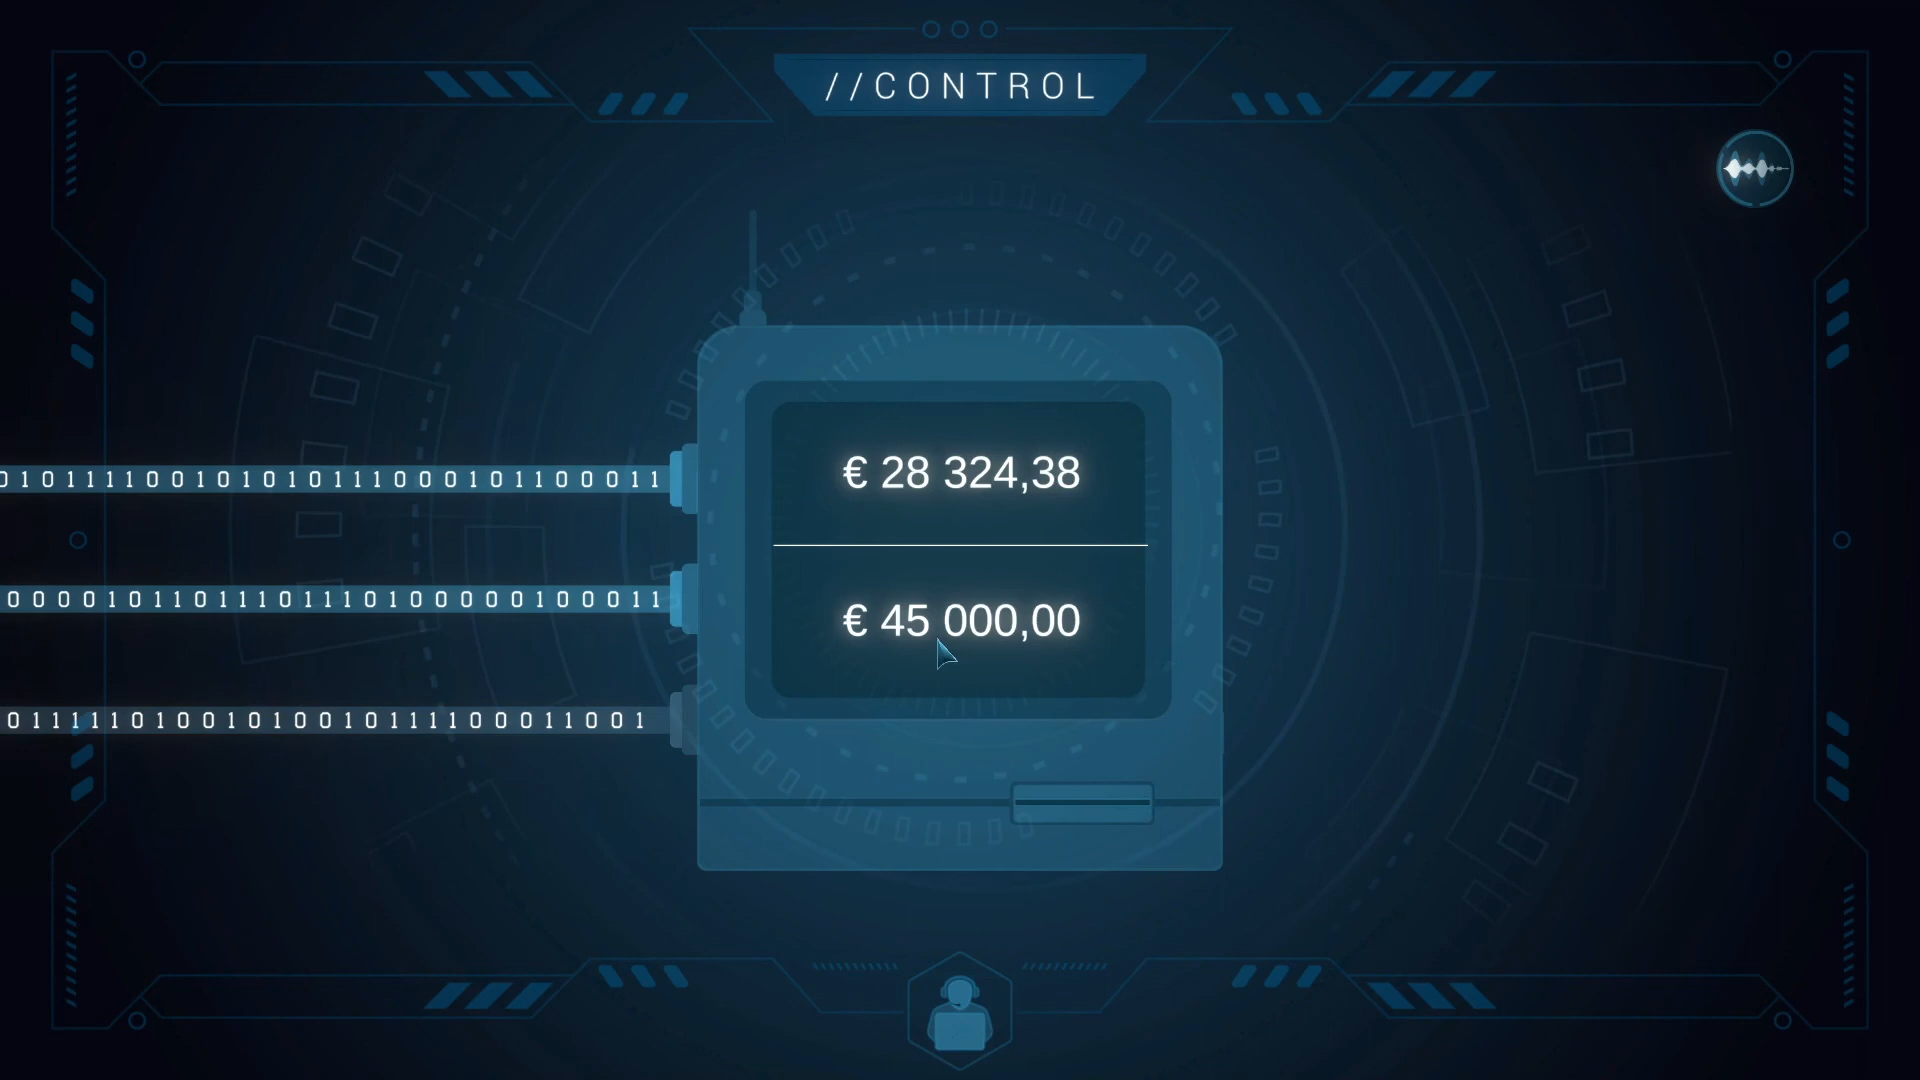 //CONTROL
€ 28 324,38
0 1 0 1 1 1 1 0 0 1 0 1 0 1 0 1 1 1 0 0 0 1 0 1 1 0 0 0 1 1
0 0 0 0 1 0 1 1 0 1 1 1 0 1 1 1 0 1 0 0 0 0 0 1 0 0 0 1 1
€ 45 000,00
0 1 1 1 1 1 0 1 0 0 1 0 1 0 0 1 0 1 1 1 1 0 0 0 1 1 0 0 1